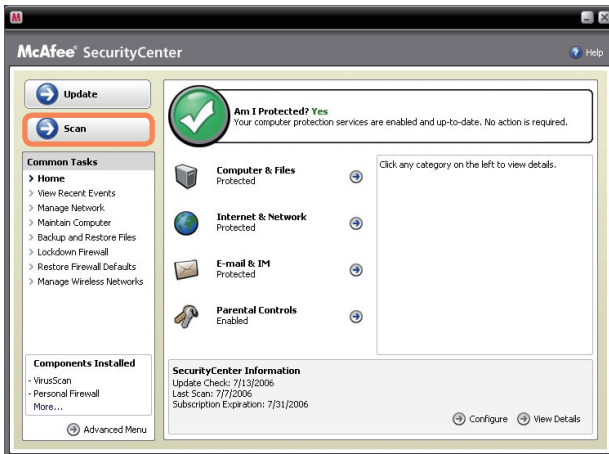 McAfee® SecurityCenter
Help
Update
Scan
Common Tasks
Home
View Recent Events
Manage Network
Maintain Computer
Backup and Restore Files
Lockdown Firewall
Restore Firewall Defaults
Manage Wireless Networks
Components Installed
- VirusScan
- Personal Firewall
More...
Advanced Menu
Am I Protected? Yes
Your computer protection services are enabled and up-to-date. No action is required.
Computer & Files
Protected
Internet & Network
Protected
E-mail & IM
Protected
Parental Controls
Enabled
Click any category on the left to view details.
SecurityCenter Information
Update Check: 7/13/2006
Last Scan: 7/7/2006
Subscription Expiration: 7/31/2006
Configure
View Details